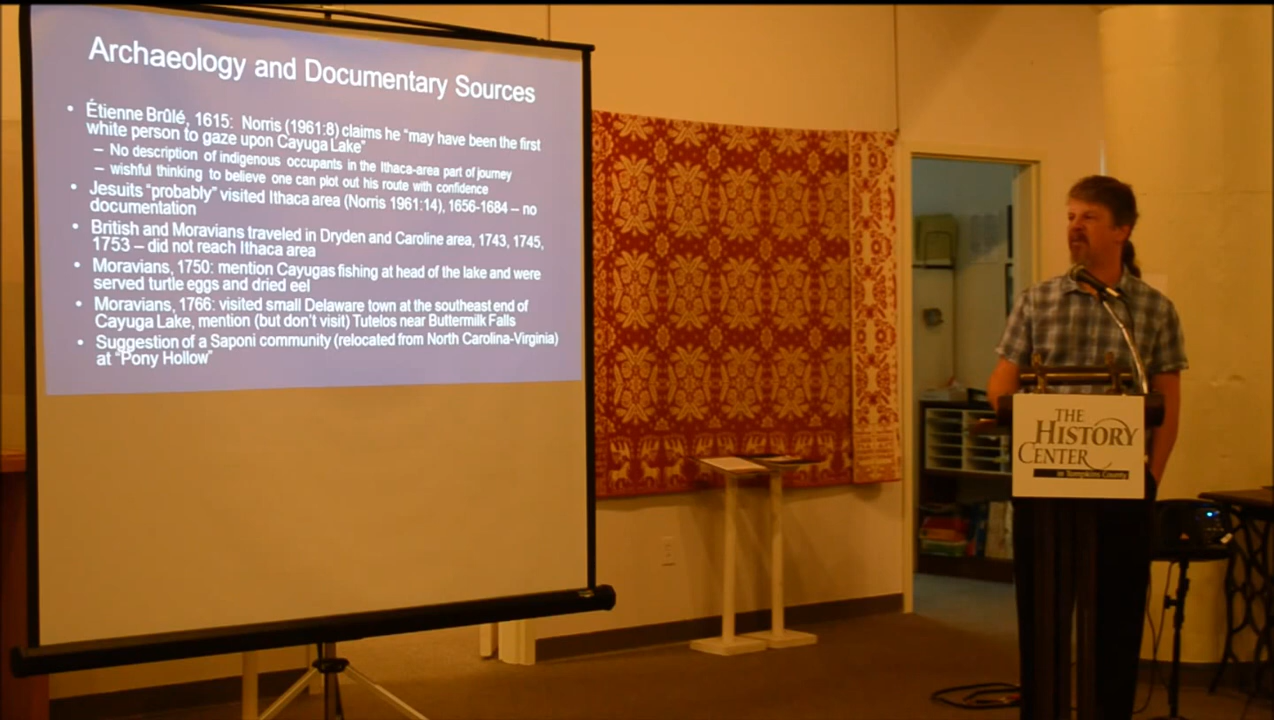 Archaeology and Documentary Sources
• Étienne Brûlé, 1615: Norris (1961:8) claims he "may have been the first
white person to gaze upon Cayuga Lake"
– No description of indigenous occupants in the Ithaca-area part of journey
– wishful thinking to believe one can plot out his route with confidence
• Jesuits "probably" visited Ithaca area (Norris 1961:14), 1656-1684 – no
documentation
• British and Moravians traveled in Dryden and Caroline area, 1743, 1745,
1753 – did not reach Ithaca area
• Moravians, 1750: mention Cayugas fishing at head of the lake and were
served turtle eggs and dried eel
• Moravians, 1766: visited small Delaware town at the southeast end of
Cayuga Lake, mention (but don't visit) Tutelos near Buttermilk Falls
• Suggestion of a Saponi community (relocated from North Carolina-Virginia)
at "Pony Hollow"
THE
HISTORY
CENTER
in Tompkins County